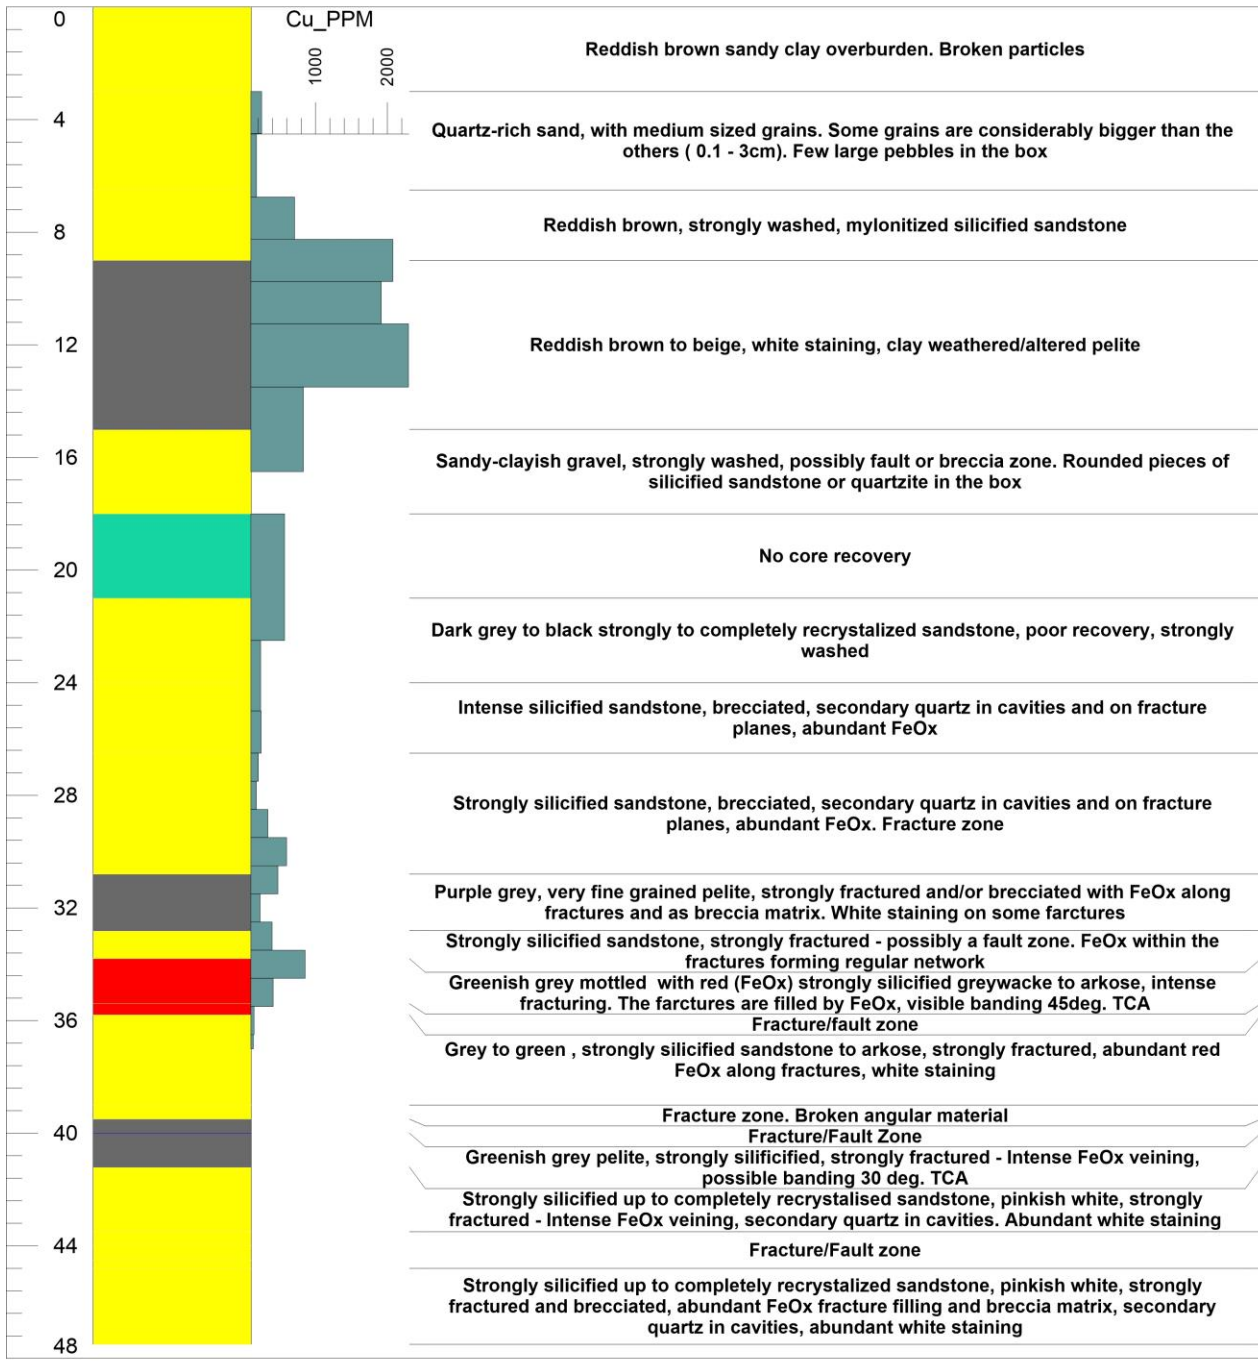 0
Cu_PPM
1000
2000
Reddish brown sandy clay overburden. Broken particles
4
Quartz-rich sand, with medium sized grains. Some grains are considerably bigger than the
others ( 0.1 - 3cm). Few large pebbles in the box
8
Reddish brown, strongly washed, mylonitized silicified sandstone
12
Reddish brown to beige, white staining, clay weathered/altered pelite
16
Sandy-clayish gravel, strongly washed, possibly fault or breccia zone. Rounded pieces of
silicified sandstone or quartzite in the box
20
No core recovery
Dark grey to black strongly to completely recrystalized sandstone, poor recovery, strongly
washed
24
Intense silicified sandstone, brecciated, secondary quartz in cavities and on fracture
planes, abundant FeOx
28
Strongly silicified sandstone, brecciated, secondary quartz in cavities and on fracture
planes, abundant FeOx. Fracture zone
32
Purple grey, very fine grained pelite, strongly fractured and/or brecciated with FeOx along
fractures and as breccia matrix. White staining on some farctures
Strongly silicified sandstone, strongly fractured - possibly a fault zone. FeOx within the
fractures forming regular network
Greenish grey mottled with red (FeOx) strongly silicified greywacke to arkose, intense
fracturing. The farctures are filled by FeOx, visible banding 45deg. TCA
36
Fracture/fault zone
Grey to green , strongly silicified sandstone to arkose, strongly fractured, abundant red
FeOx along fractures, white staining
Fracture zone. Broken angular material
40
Fracture/Fault Zone
Greenish grey pelite, strongly silificified, strongly fractured - Intense FeOx veining,
possible banding 30 deg. TCA
Strongly silicified up to completely recrystalised sandstone, pinkish white, strongly
fractured - Intense FeOx veining, secondary quartz in cavities. Abundant white staining
44
Fracture/Fault zone
Strongly silicified up to completely recrystalized sandstone, pinkish white, strongly
fractured and brecciated, abundant FeOx fracture filling and breccia matrix, secondary
quartz in cavities, abundant white staining
48